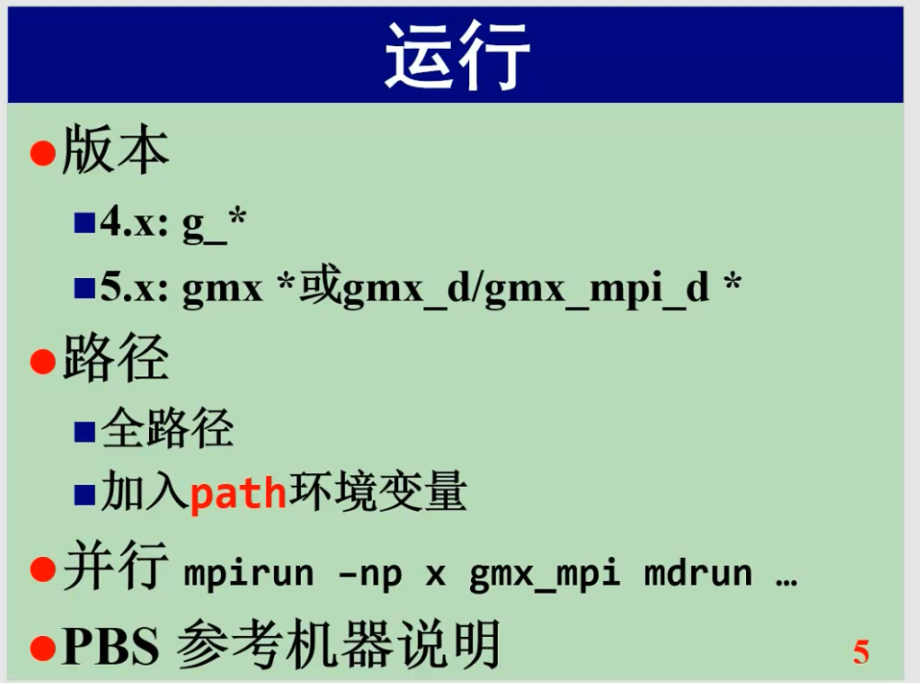 运行
●版本
■4.x: g_*
■5.x: gmx *或gmx_d/gmx_mpi_d *
●路径
■全路径
■加入path环境变量
●并行 mpirun –np x gmx_mpi mdrun …
●PBS 参考机器说明
5